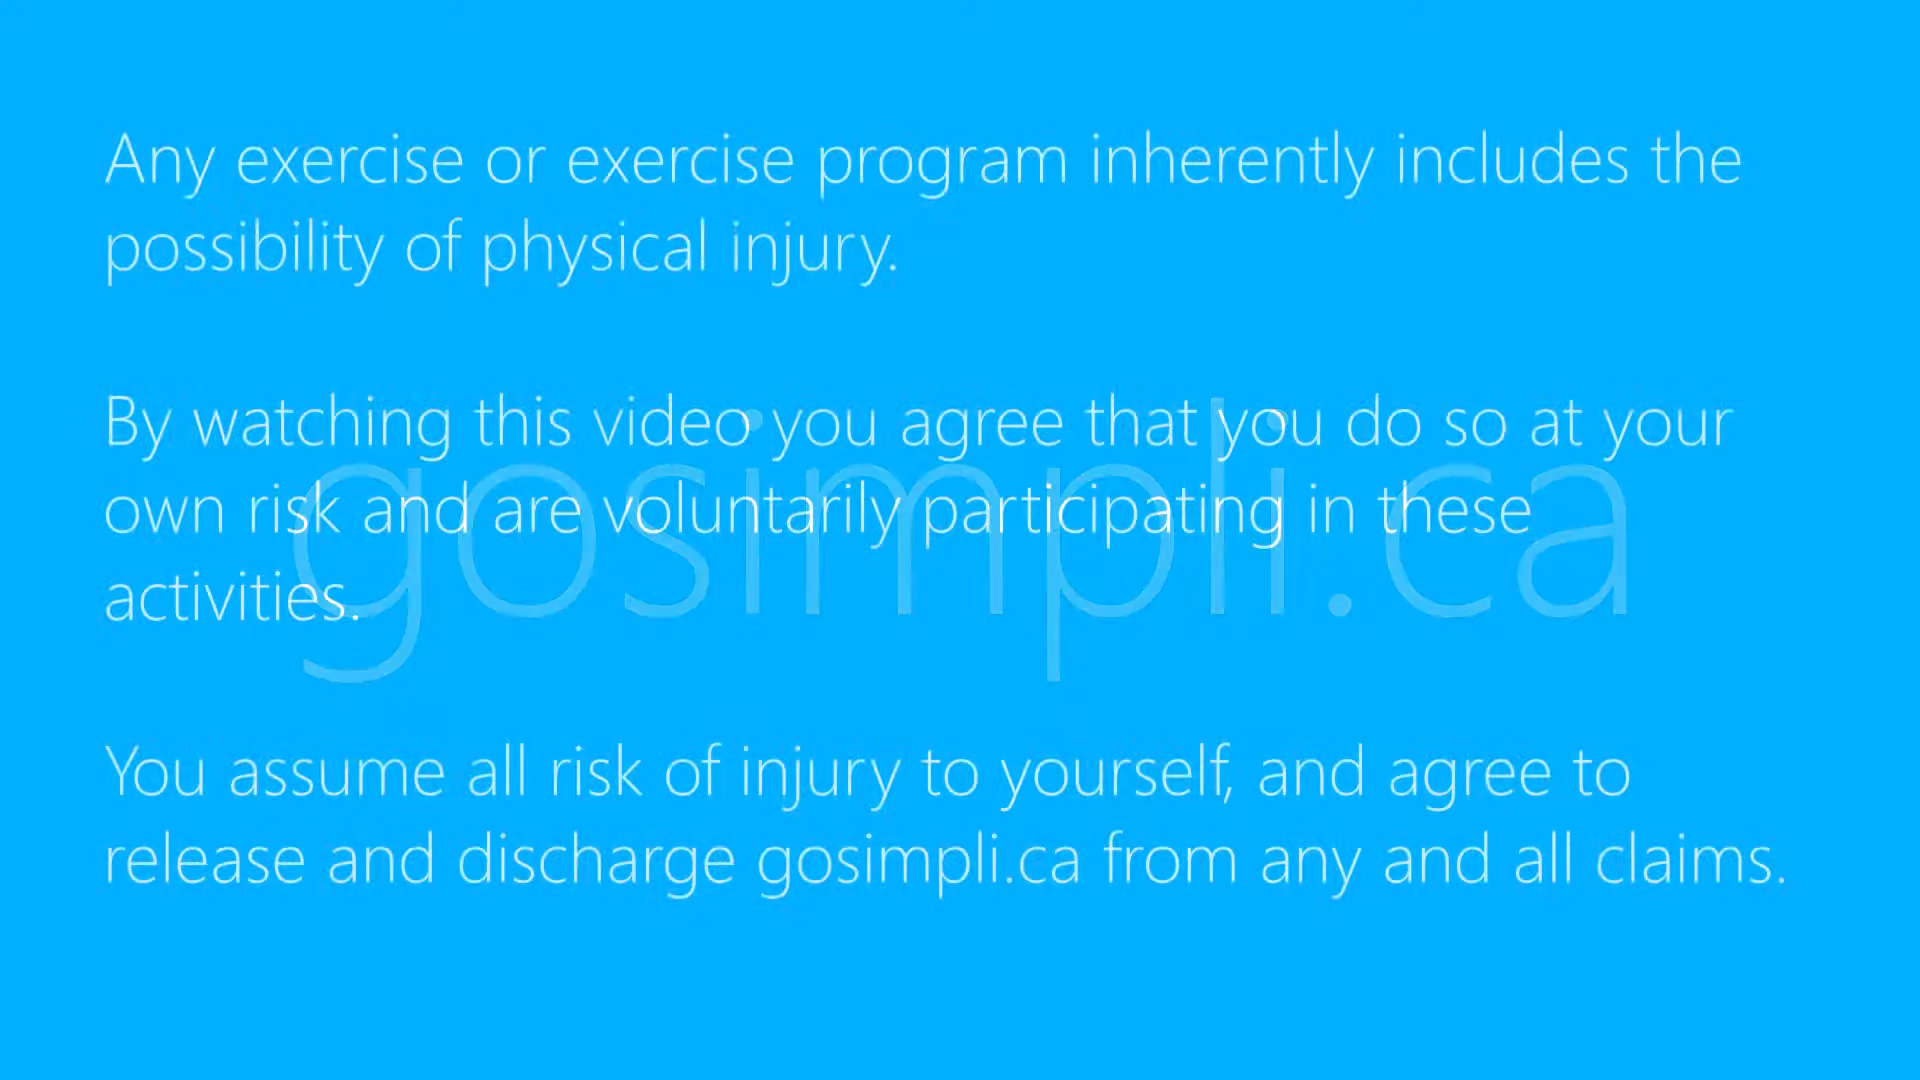 Any exercise or exercise program inherently includes the
possibility of physical injury.
By watching this video you agree that you do so at your
own risk and are voluntarily participating in these
activities.
gosimpli.ca
You assume all risk of injury to yourself, and agree to
release and discharge gosimpli.ca from any and all claims.